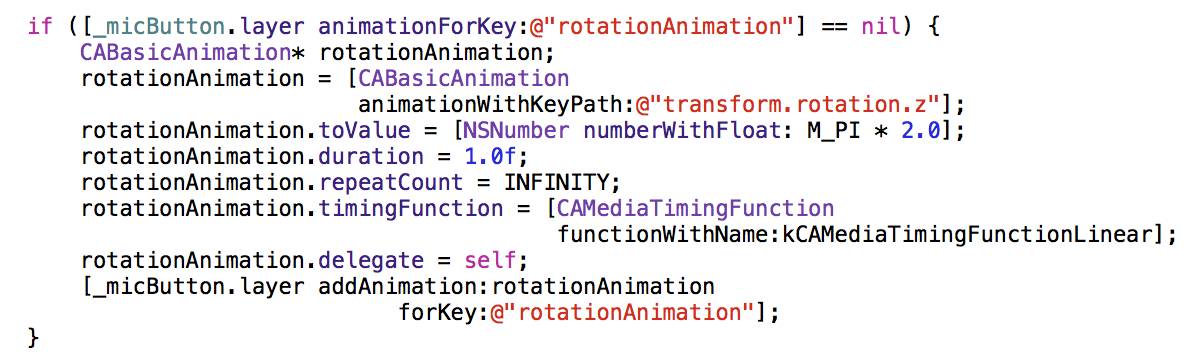 if ([_micButton.layer animationForKey:@"rotationAnimation"] == nil) {
    CABasicAnimation* rotationAnimation;
    rotationAnimation = [CABasicAnimation
                         animationWithKeyPath:@"transform.rotation.z"];
    rotationAnimation.toValue = [NSNumber numberWithFloat: M_PI * 2.0];
    rotationAnimation.duration = 1.0f;
    rotationAnimation.repeatCount = INFINITY;
    rotationAnimation.timingFunction = [CAMediaTimingFunction
                                        functionWithName:kCAMediaTimingFunctionLinear];
    rotationAnimation.delegate = self;
    [_micButton.layer addAnimation:rotationAnimation
                            forKey:@"rotationAnimation"];
}